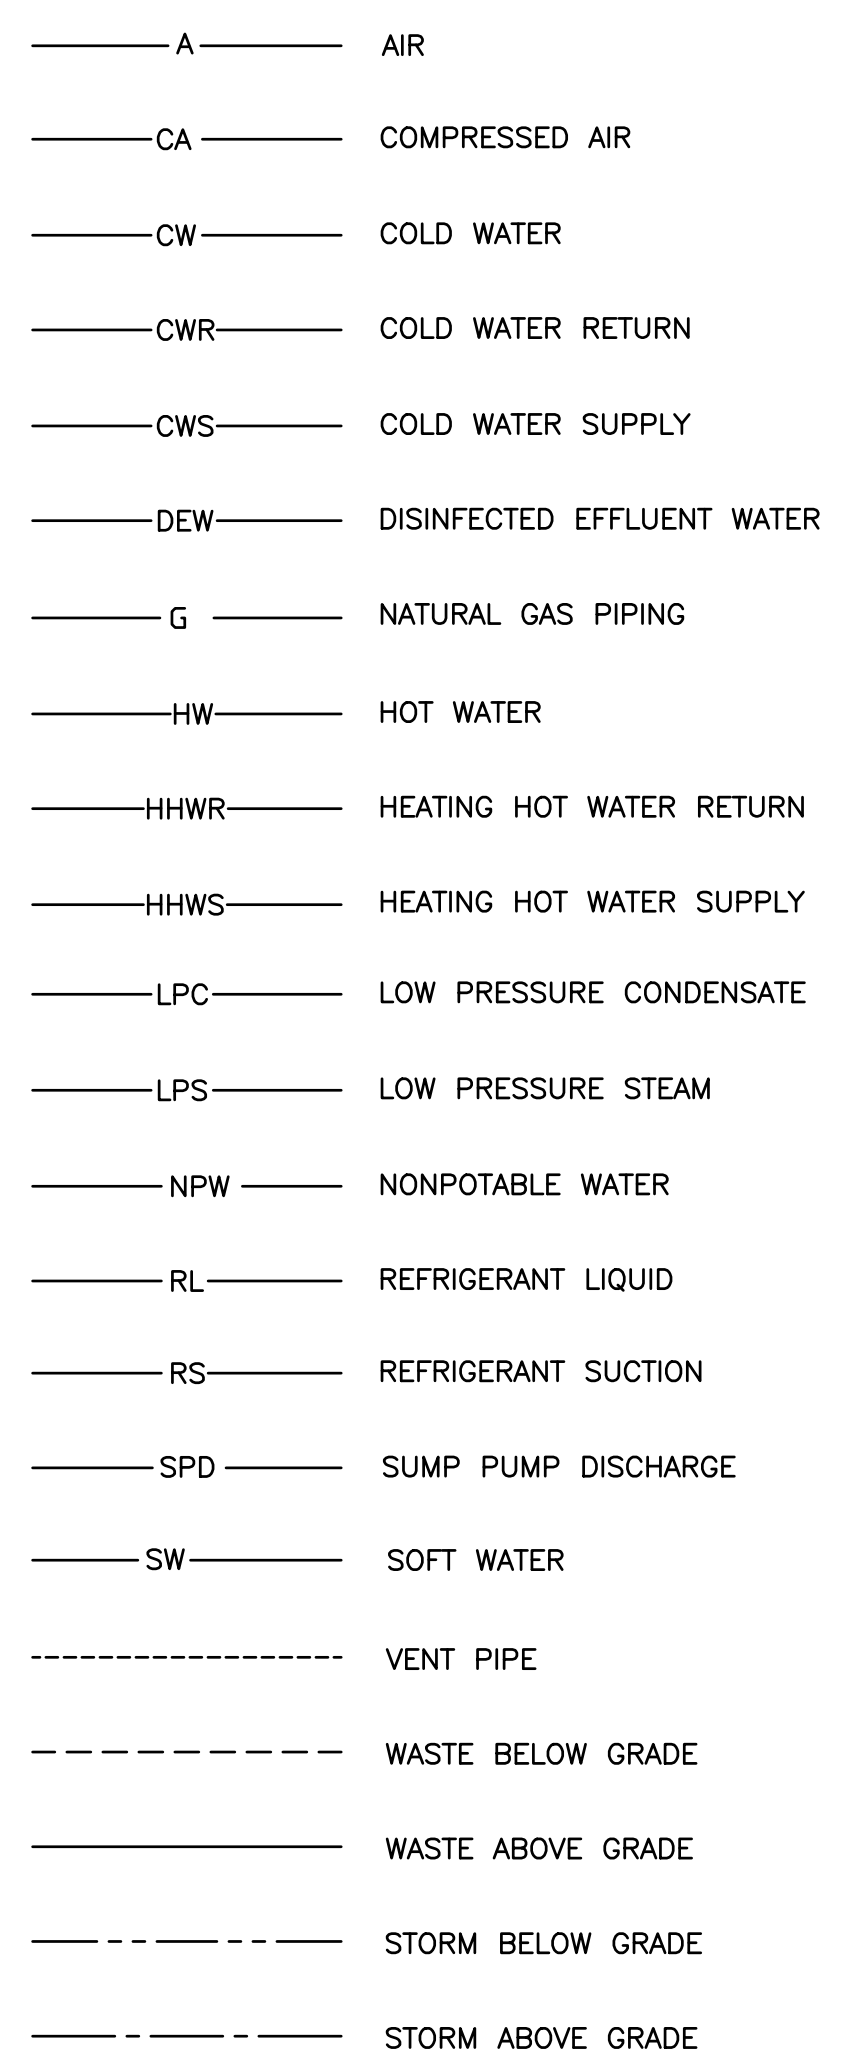 A AIR
CA COMPRESSED AIR
CW COLD WATER
CWR COLD WATER RETURN
CWS COLD WATER SUPPLY
DEW DISINFECTED EFFLUENT WATER
G NATURAL GAS PIPING
HW HOT WATER
HHWR HEATING HOT WATER RETURN
HHWS HEATING HOT WATER SUPPLY
LPC LOW PRESSURE CONDENSATE
LPS LOW PRESSURE STEAM
NPW NONPOTABLE WATER
RL REFRIGERANT LIQUID
RS REFRIGERANT SUCTION
SPD SUMP PUMP DISCHARGE
SW SOFT WATER
VENT PIPE
WASTE BELOW GRADE
WASTE ABOVE GRADE
STORM BELOW GRADE
STORM ABOVE GRADE